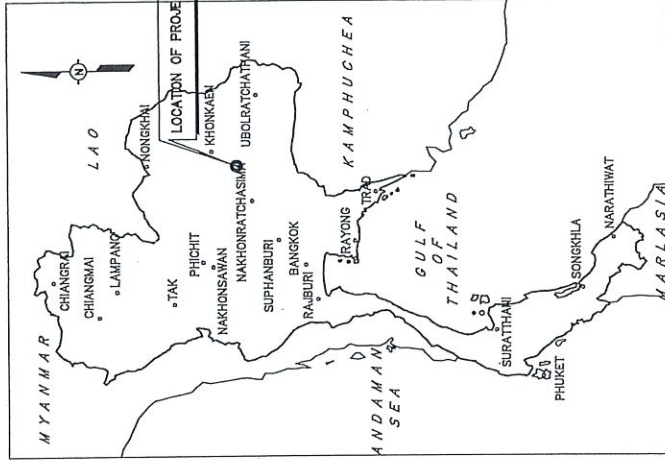 MYANMAR
LAO
N
CHIANGRAI
CHIANGMAI
LAMPANG
NONGKHAI
LOCATION OF PROJE
TAK
PHICHIT
KHONKAEN
NAKHONSAWAN
NAKHONRATCHASIMA
UBOLRATCHATHANI
SUPHANBURI
BANGKOK
RAJBURI
KAMPHUCHEA
RAYONG
TRAD
GULF
OF
THAILAND
ANDAMAN
SEA
SURATTHANI
PHUKET
SONGKHLA
NARATHIWAT
MARLASIA